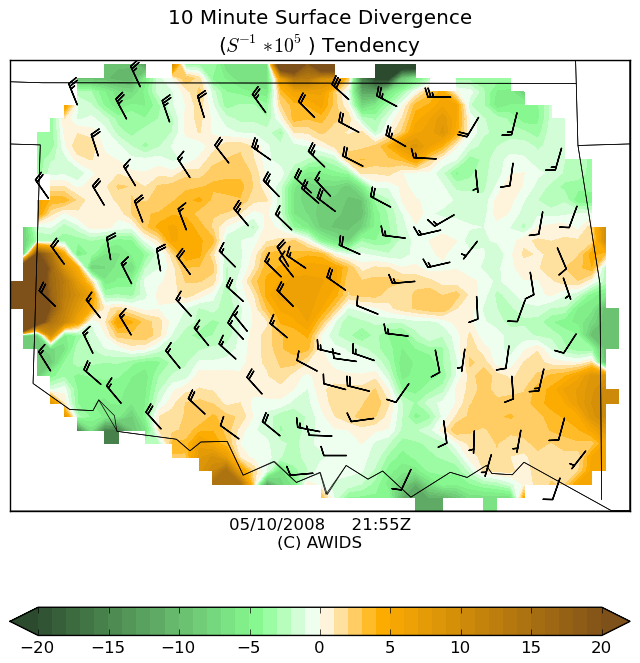 10 Minute Surface Divergence
(S⁻¹ * 10⁵ ) Tendency
05/10/2008 21:55Z
(C) AWIDS
−20 −15 −10 −5 0 5 10 15 20